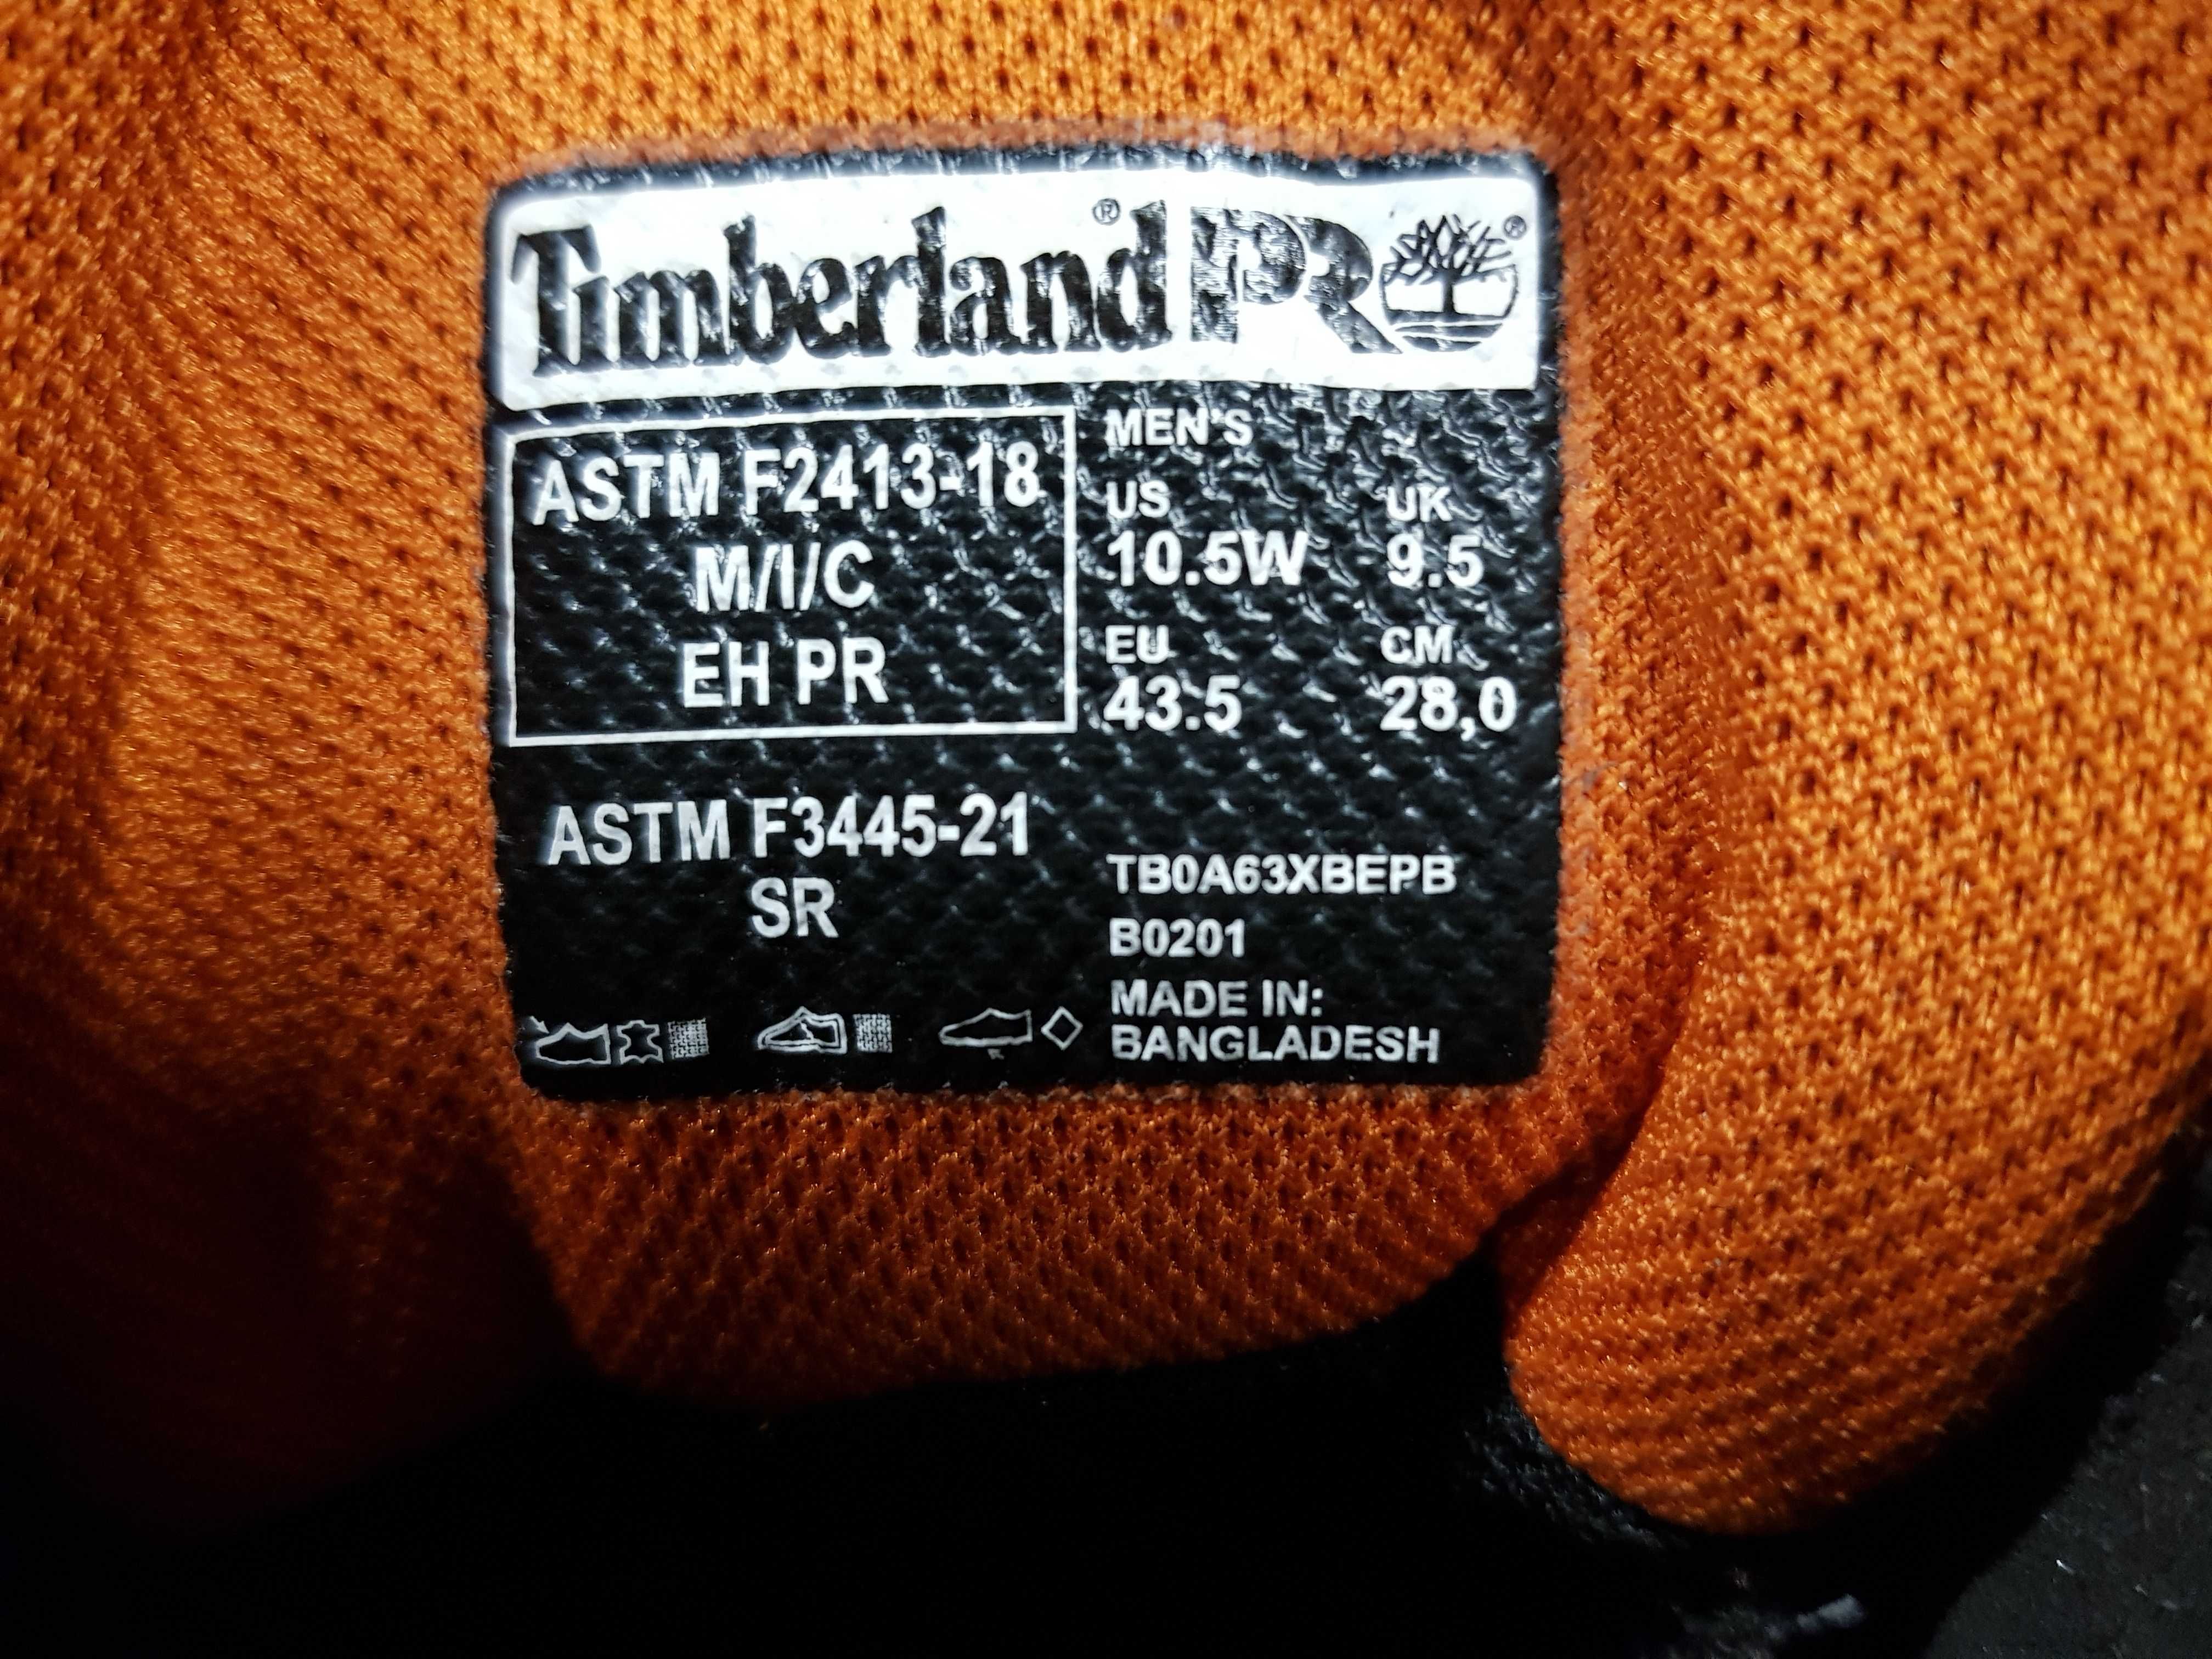 Timberland® PRO®
ASTM F2413-18
M/I/C
EH PR
ASTM F3445-21
SR
MEN'S
US UK
10.5W 9.5
EU CM
43.5 28,0
TB0A63XBEPB
B0201
MADE IN:
BANGLADESH